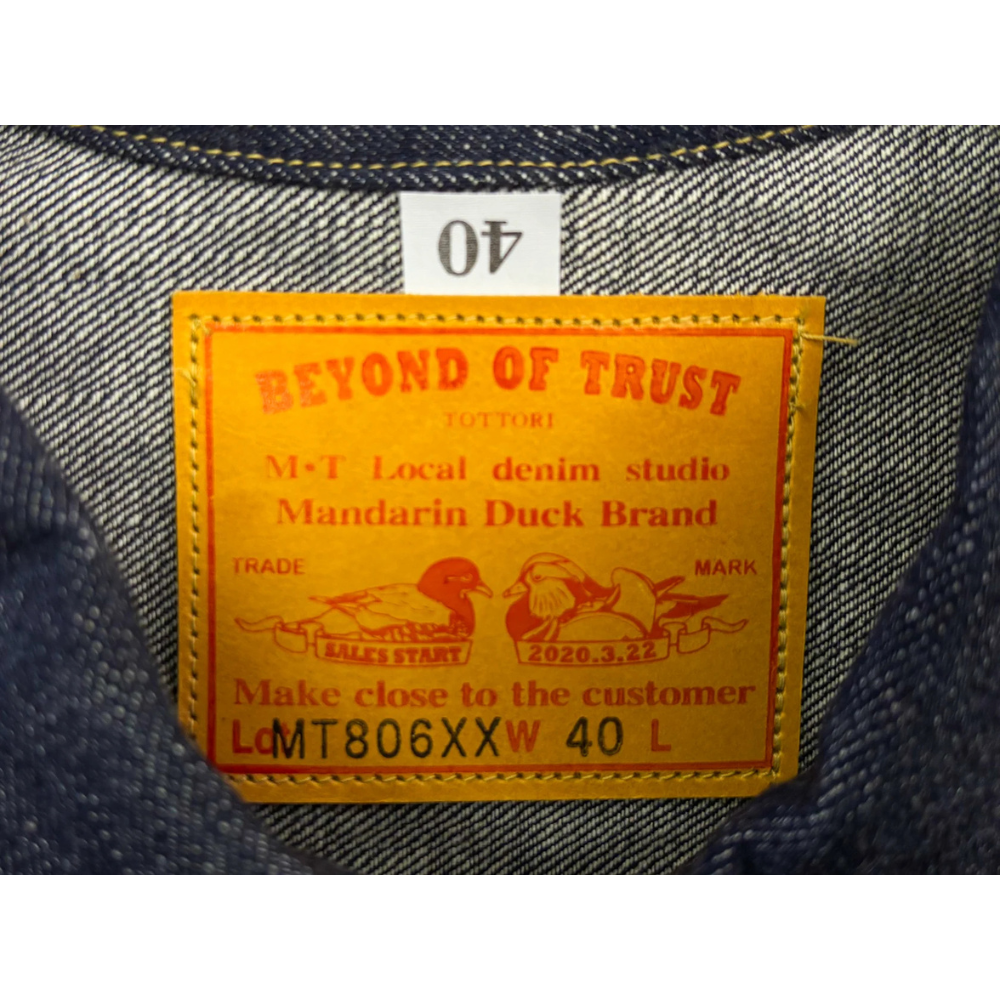 40
BEYOND OF TRUST
TOTTORI
M•T Local denim studio
Mandarin Duck Brand
TRADE MARK
SALES START 2020.3.22
Make close to the customer
Lot MT806XX W 40 L